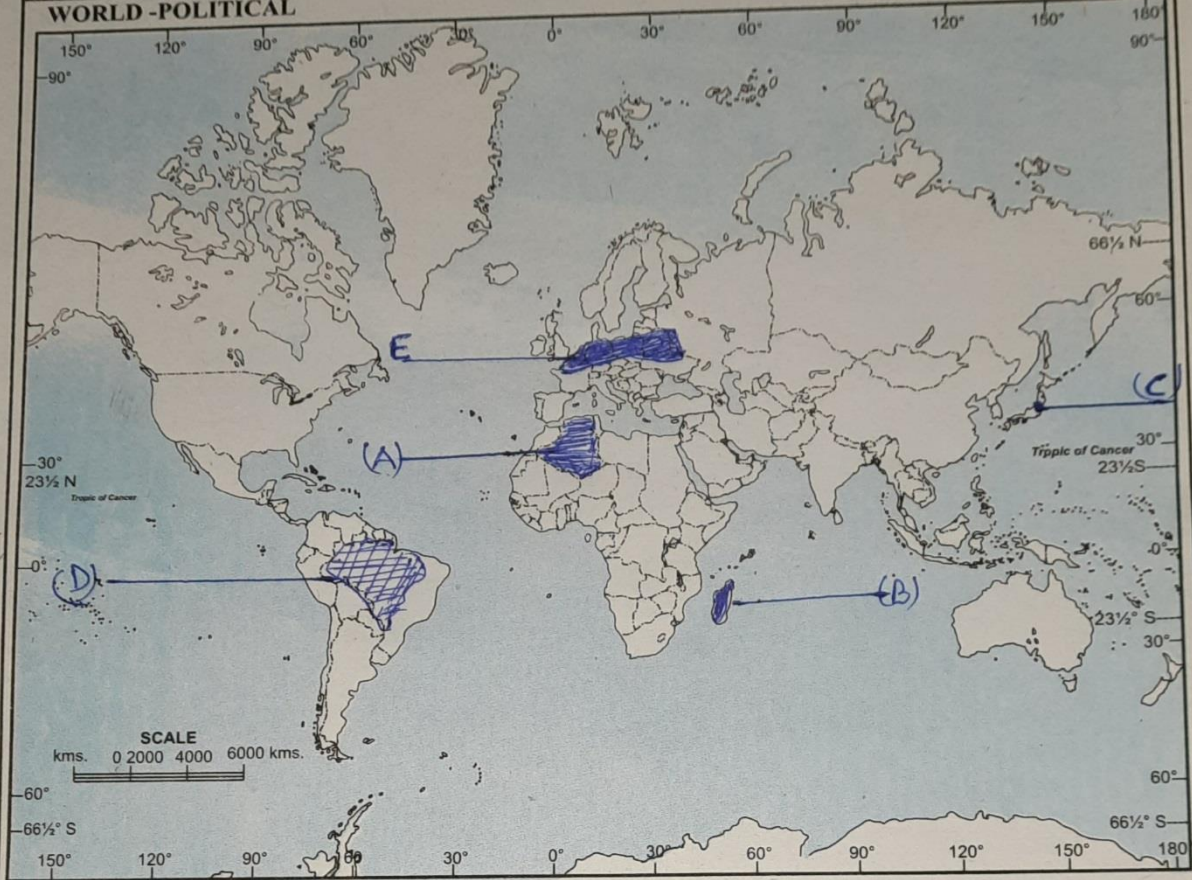 WORLD -POLITICAL
150° 120° 90° 60° 30° 0° 30° 60° 90° 120° 150° 180°
90° 90°
66½ N
60°
E
(C)
(A)
30° 30°
23½ N Tropic of Cancer
Tropic of Cancer 23½S
0° 0°
(D) (B)
23½° S
30°
SCALE
kms. 0 2000 4000 6000 kms.
60° 60°
66½° S 66½° S
150° 120° 90° 60° 30° 0° 30° 60° 90° 120° 150° 180